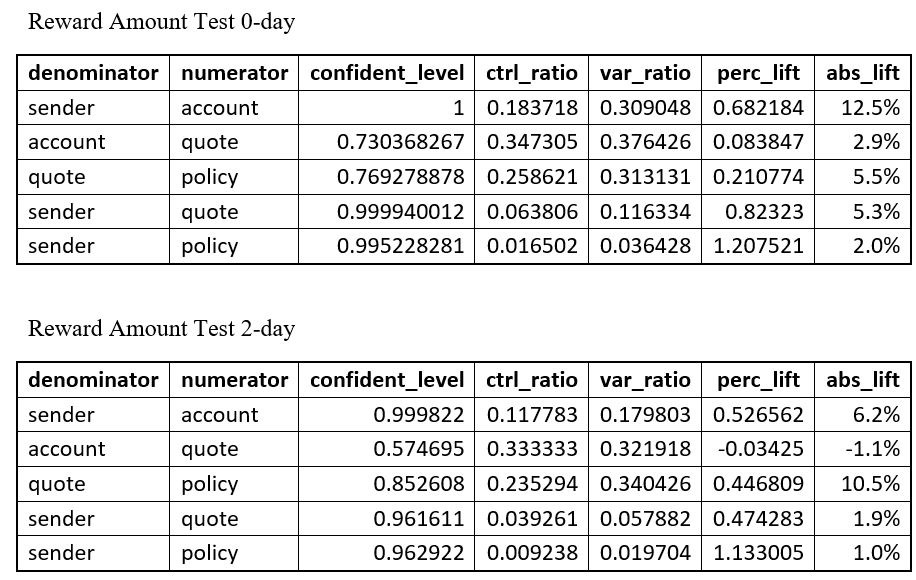 Reward Amount Test 0-day
denominator numerator confident_level ctrl_ratio var_ratio perc_lift abs_lift
sender account 1 0.183718 0.309048 0.682184 12.5%
account quote 0.730368267 0.347305 0.376426 0.083847 2.9%
quote policy 0.769278878 0.258621 0.313131 0.210774 5.5%
sender quote 0.999940012 0.063806 0.116334 0.82323 5.3%
sender policy 0.995228281 0.016502 0.036428 1.207521 2.0%
Reward Amount Test 2-day
denominator numerator confident_level ctrl_ratio var_ratio perc_lift abs_lift
sender account 0.999822 0.117783 0.179803 0.526562 6.2%
account quote 0.574695 0.333333 0.321918 -0.03425 -1.1%
quote policy 0.852608 0.235294 0.340426 0.446809 10.5%
sender quote 0.961611 0.039261 0.057882 0.474283 1.9%
sender policy 0.962922 0.009238 0.019704 1.133005 1.0%